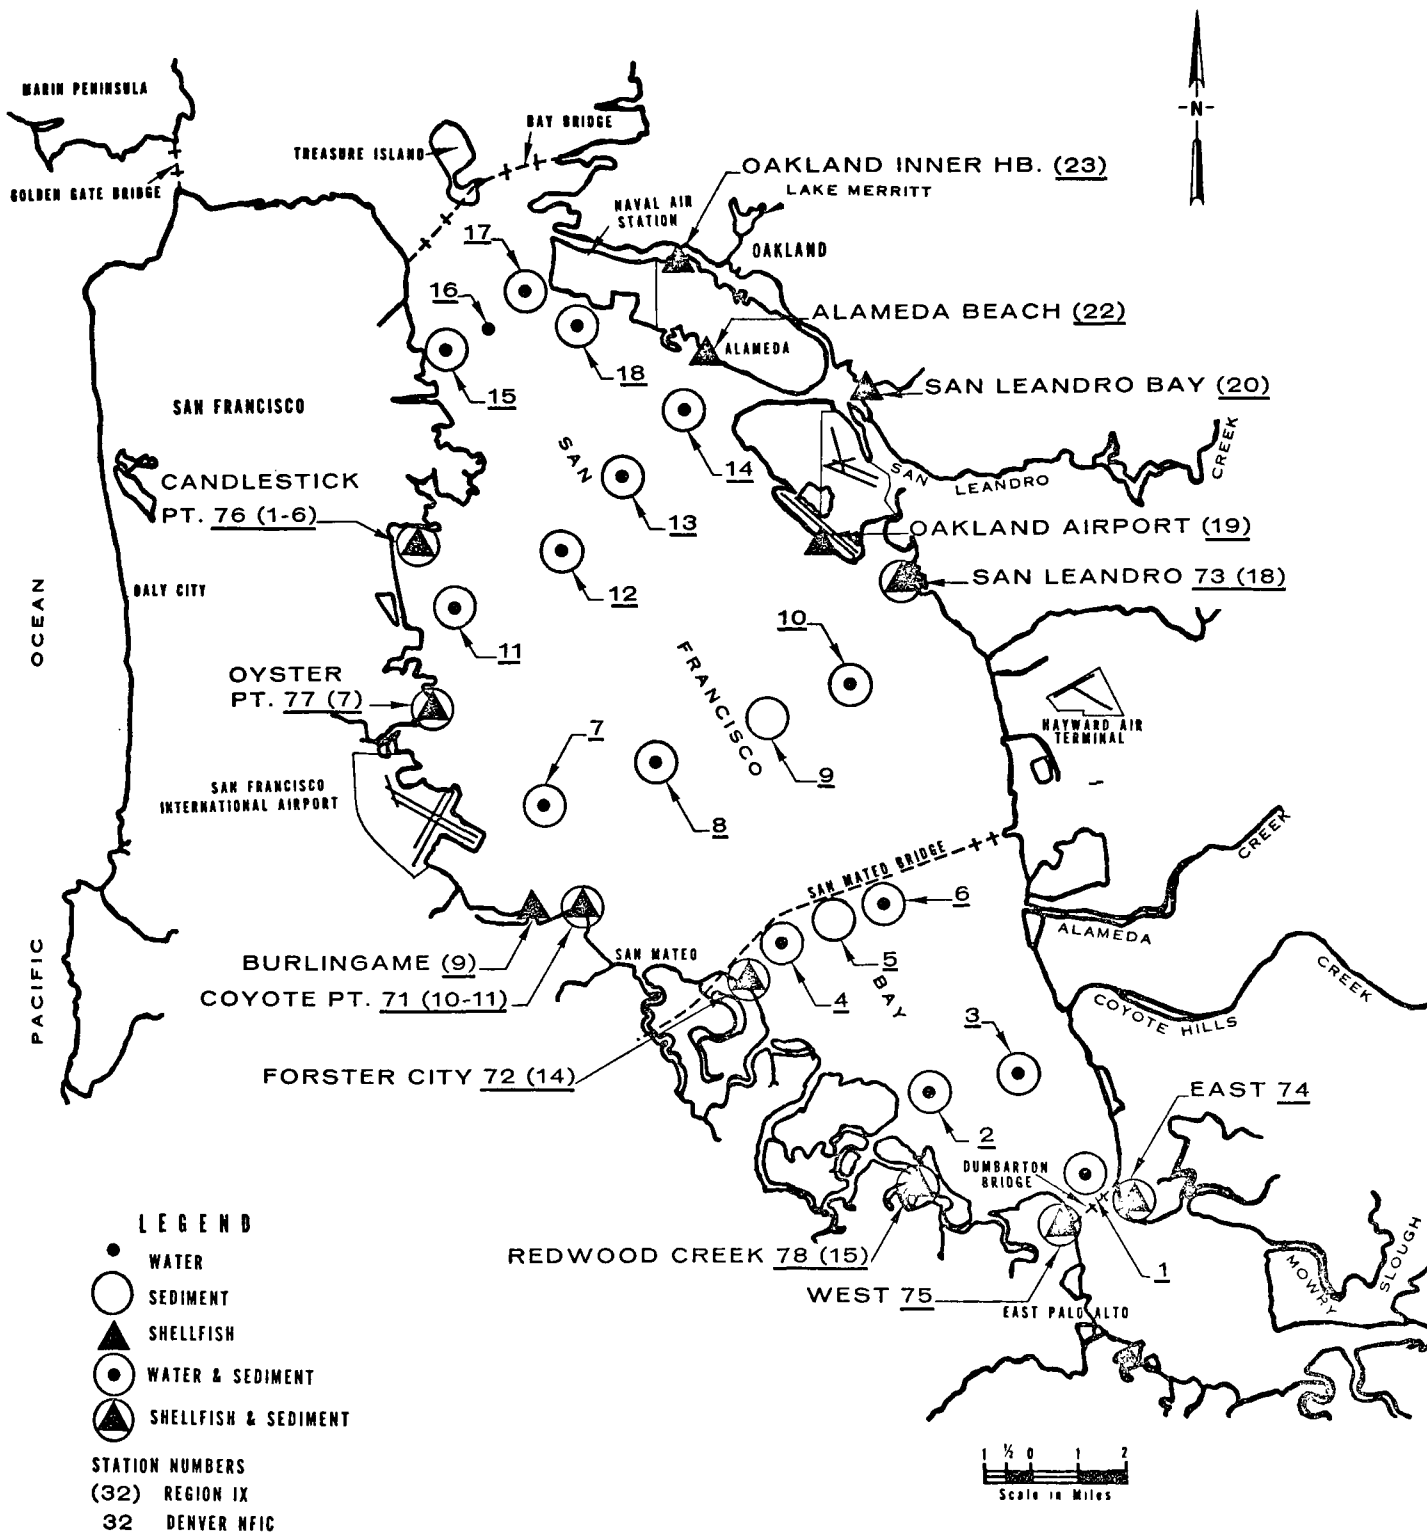 MARIN PENINSULA
BAY BRIDGE
TREASURE ISLAND
GOLDEN GATE BRIDGE
-N-
OAKLAND INNER HB. (23)
LAKE MERRITT
NAVAL AIR
STATION
OAKLAND
17
16
ALAMEDA BEACH (22)
ALAMEDA
18
15
SAN LEANDRO BAY (20)
SAN FRANCISCO
SAN
14
CREEK
SAN
LEANDRO
CANDLESTICK
PT. 76 (1-6)
13
OAKLAND AIRPORT (19)
SAN LEANDRO 73 (18)
DALY CITY
12
OCEAN
10
11
FRANCISCO
OYSTER
PT. 77 (7)
HAYWARD AIR
TERMINAL
7
9
SAN FRANCISCO
INTERNATIONAL AIRPORT
8
CREEK
SAN MATEO BRIDGE
6
ALAMEDA
SAN MATEO
BURLINGAME (9)
5
COYOTE PT. 71 (10-11)
4
BAY
CREEK
COYOTE HILLS
PACIFIC
3
FORSTER CITY 72 (14)
EAST 74
2
DUMBARTON
BRIDGE
REDWOOD CREEK 78 (15)
1
WEST 75
MOWRY
SLOUGH
EAST PALO ALTO
LEGEND
WATER
SEDIMENT
SHELLFISH
WATER & SEDIMENT
SHELLFISH & SEDIMENT
STATION NUMBERS
(32) REGION IX
32 DENVER NFIC
1 ½ 0 1 2
Scale in Miles